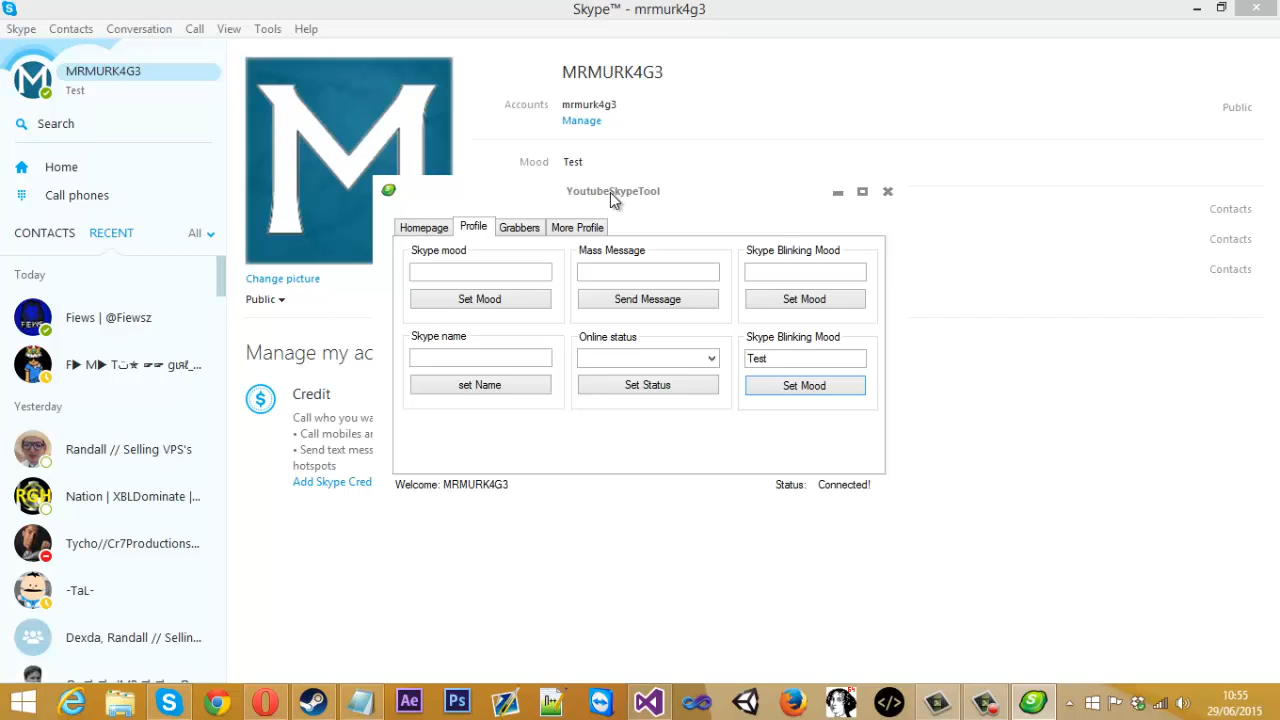 Skype™ - mrmurk4g3
Skype Contacts Conversation Call View Tools Help
MRMURK4G3
Test
Search
Home
Call phones
CONTACTS RECENT All
Today
Fiews | @Fiewsz
Yesterday
Randall // Selling VPS's
Nation | XBLDominate |...
Tycho//Cr7Productions...
-TaL-
Dexda, Randall // Sellin...
M
MRMURK4G3
Accounts mrmurk4g3 Public
Manage
Mood Test
Contacts
Contacts
Contacts
Change picture
Public
Manage my ac
Credit
Call who you wa
• Call mobiles ar
• Send text mess
hotspots
Add Skype Cred
YoutubeSkypeTool
Homepage Profile Grabbers More Profile
Skype mood Mass Message Skype Blinking Mood
Set Mood Send Message Set Mood
Skype name Online status Skype Blinking Mood
Test
set Name Set Status Set Mood
Welcome: MRMURK4G3 Status: Connected!
Ae Ps
10:55
29/06/2015